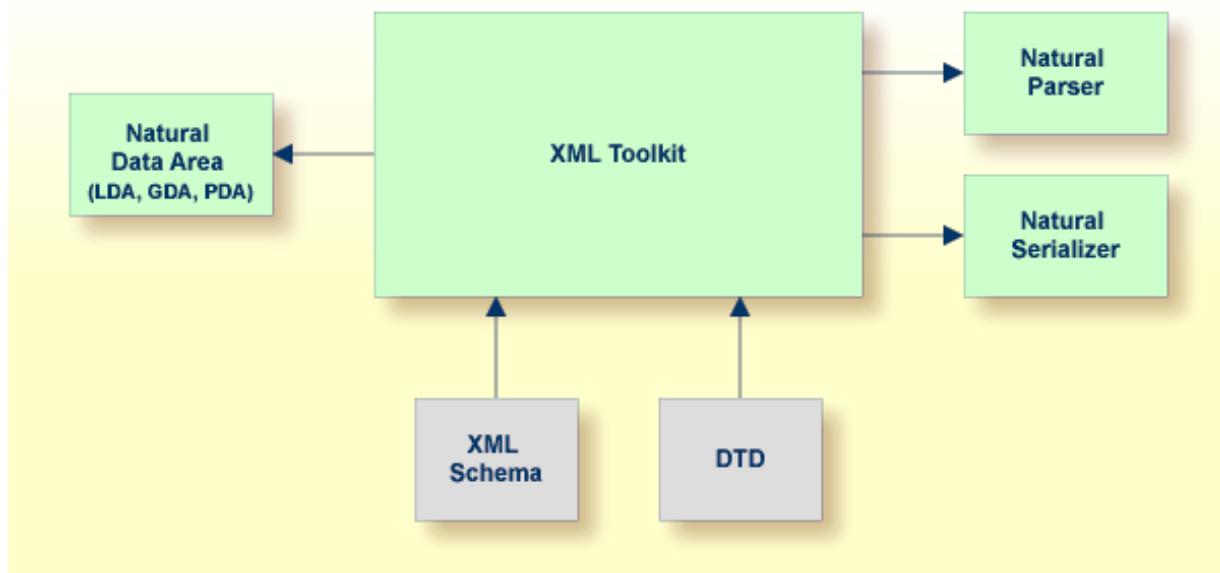 Natural
Parser
Natural
Data Area
(LDA, GDA, PDA)
XML Toolkit
Natural
Serializer
XML
Schema
DTD